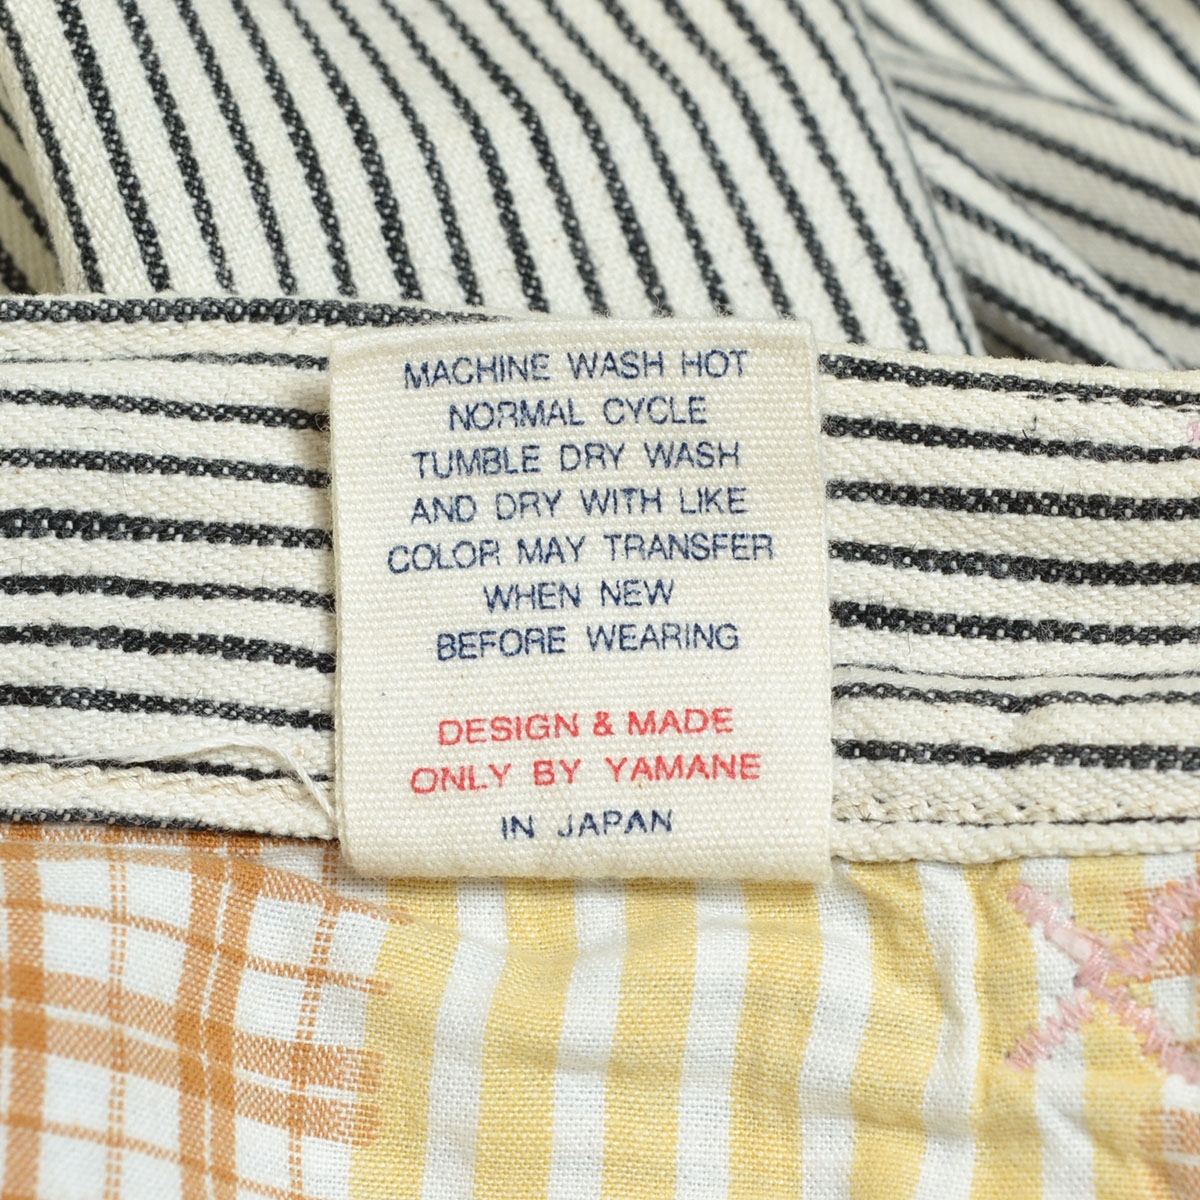 MACHINE WASH HOT
NORMAL CYCLE
TUMBLE DRY WASH
AND DRY WITH LIKE
COLOR MAY TRANSFER
WHEN NEW
BEFORE WEARING
DESIGN & MADE
ONLY BY YAMANE
IN JAPAN